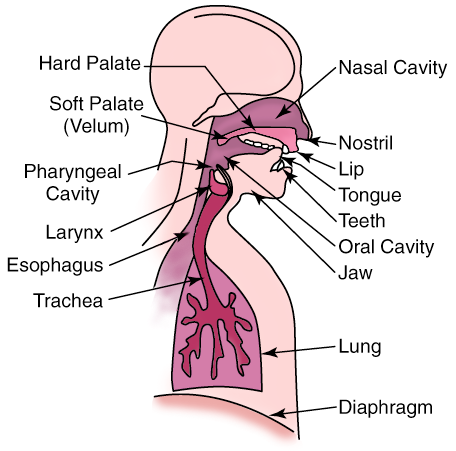 Hard Palate
Soft Palate
(Velum)
Pharyngeal
Cavity
Larynx
Esophagus
Trachea
Nasal Cavity
Nostril
Lip
Tongue
Teeth
Oral Cavity
Jaw
Lung
Diaphragm